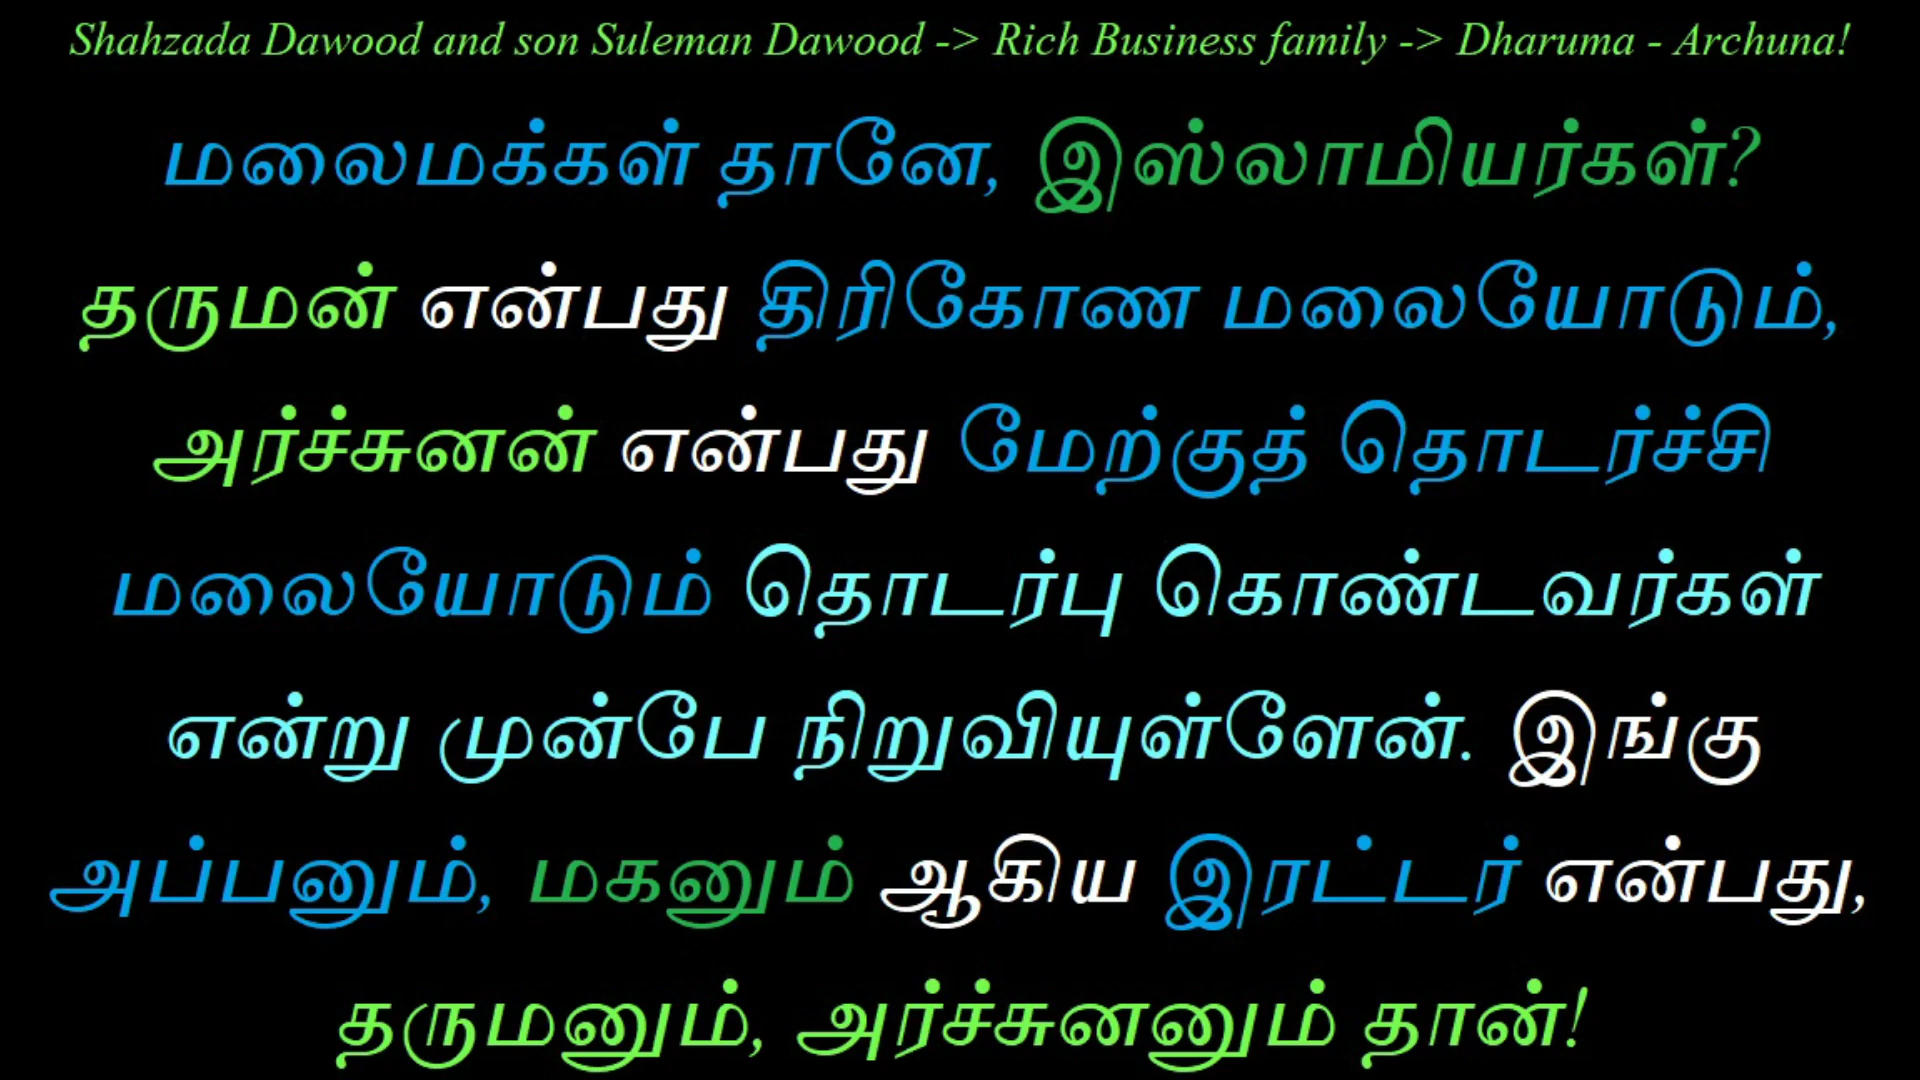 Shahzada Dawood and son Suleman Dawood -> Rich Business family -> Dharuma - Archuna!
மலைமக்கள் தானே, இஸ்லாமியர்கள்?
தருமன் என்பது திரிகோண மலையோடும்,
அர்ச்சுனன் என்பது மேற்குத் தொடர்ச்சி
மலையோடும் தொடர்பு கொண்டவர்கள்
என்று முன்பே நிறுவியுள்ளேன். இங்கு
அப்பனும், மகனும் ஆகிய இரட்டர் என்பது,
தருமனும், அர்ச்சுனனும் தான்!